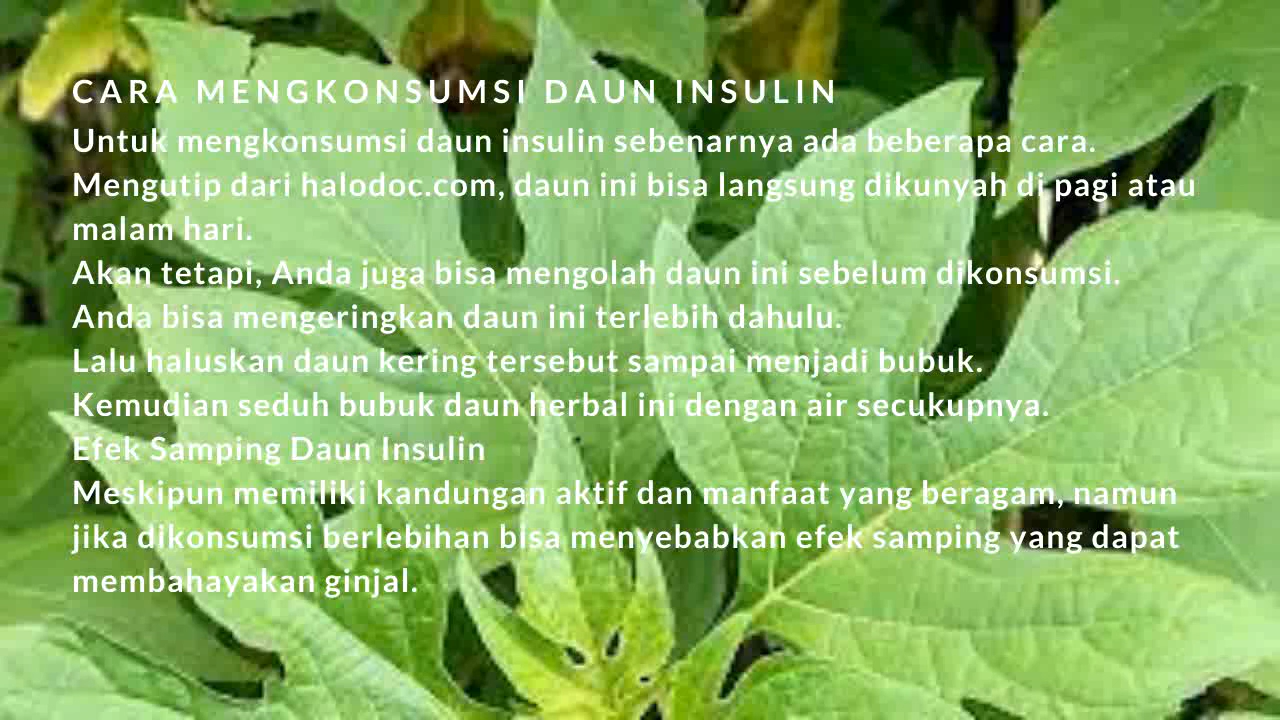 CARA MENGKONSUMSI DAUN INSULIN
Untuk mengkonsumsi daun insulin sebenarnya ada beberapa cara.
Mengutip dari halodoc.com, daun ini bisa langsung dikunyah di pagi atau
malam hari.
Akan tetapi, Anda juga bisa mengolah daun ini sebelum dikonsumsi.
Anda bisa mengeringkan daun ini terlebih dahulu.
Lalu haluskan daun kering tersebut sampai menjadi bubuk.
Kemudian seduh bubuk daun herbal ini dengan air secukupnya.
Efek Samping Daun Insulin
Meskipun memiliki kandungan aktif dan manfaat yang beragam, namun
jika dikonsumsi berlebihan bisa menyebabkan efek samping yang dapat
membahayakan ginjal.